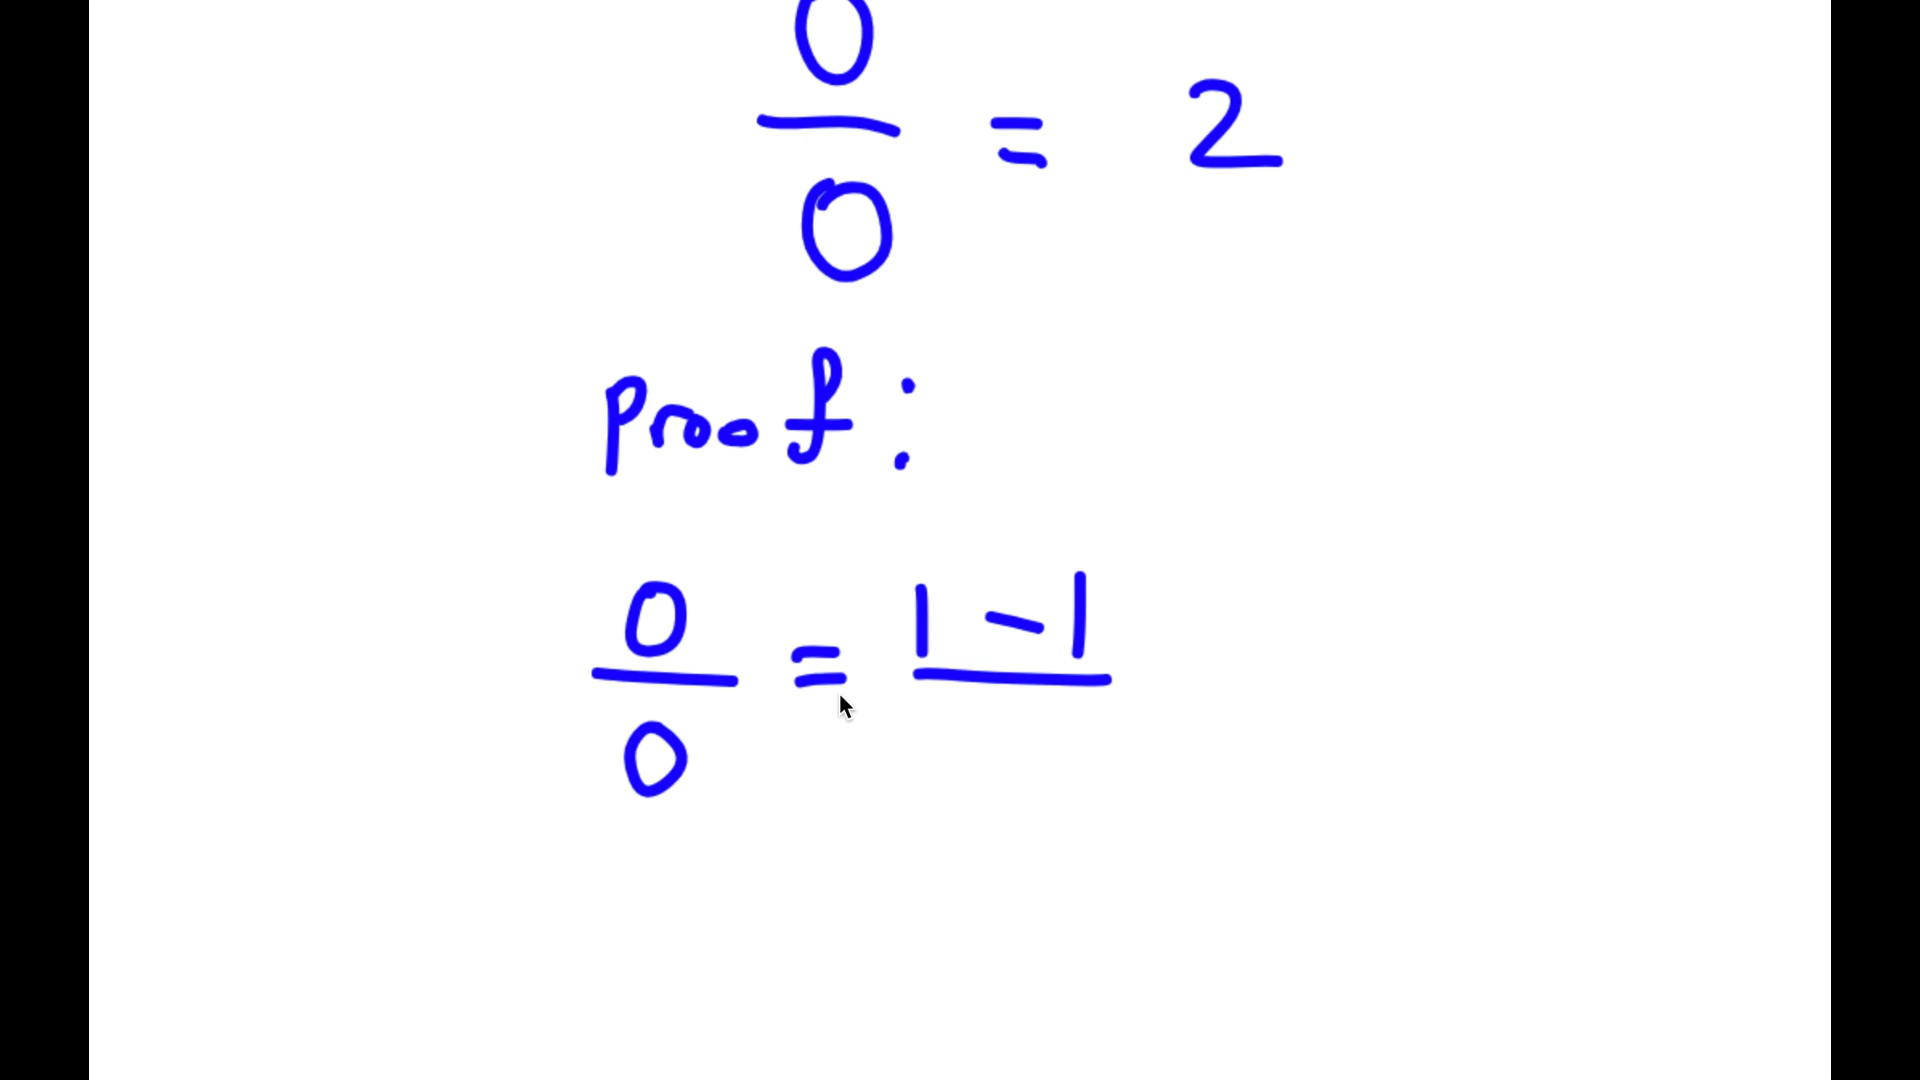 0/0 = 2
Proof :
0/0 = 1 - 1/